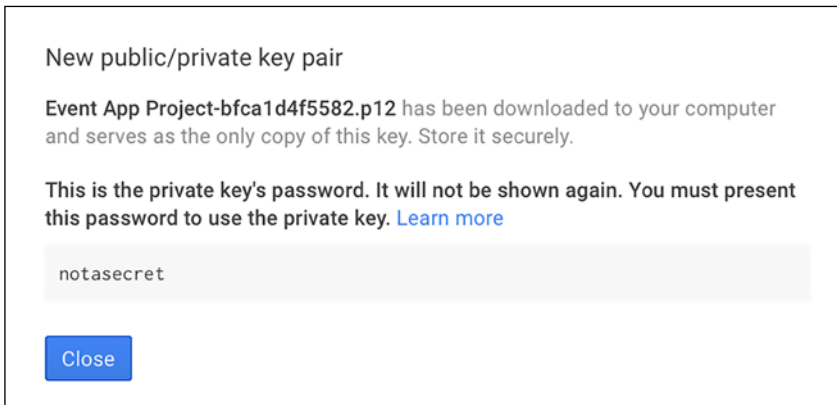 New public/private key pair
Event App Project-bfca1d4f5582.p12 has been downloaded to your computer
and serves as the only copy of this key. Store it securely.
This is the private key's password. It will not be shown again. You must present
this password to use the private key. Learn more
notasecret
Close